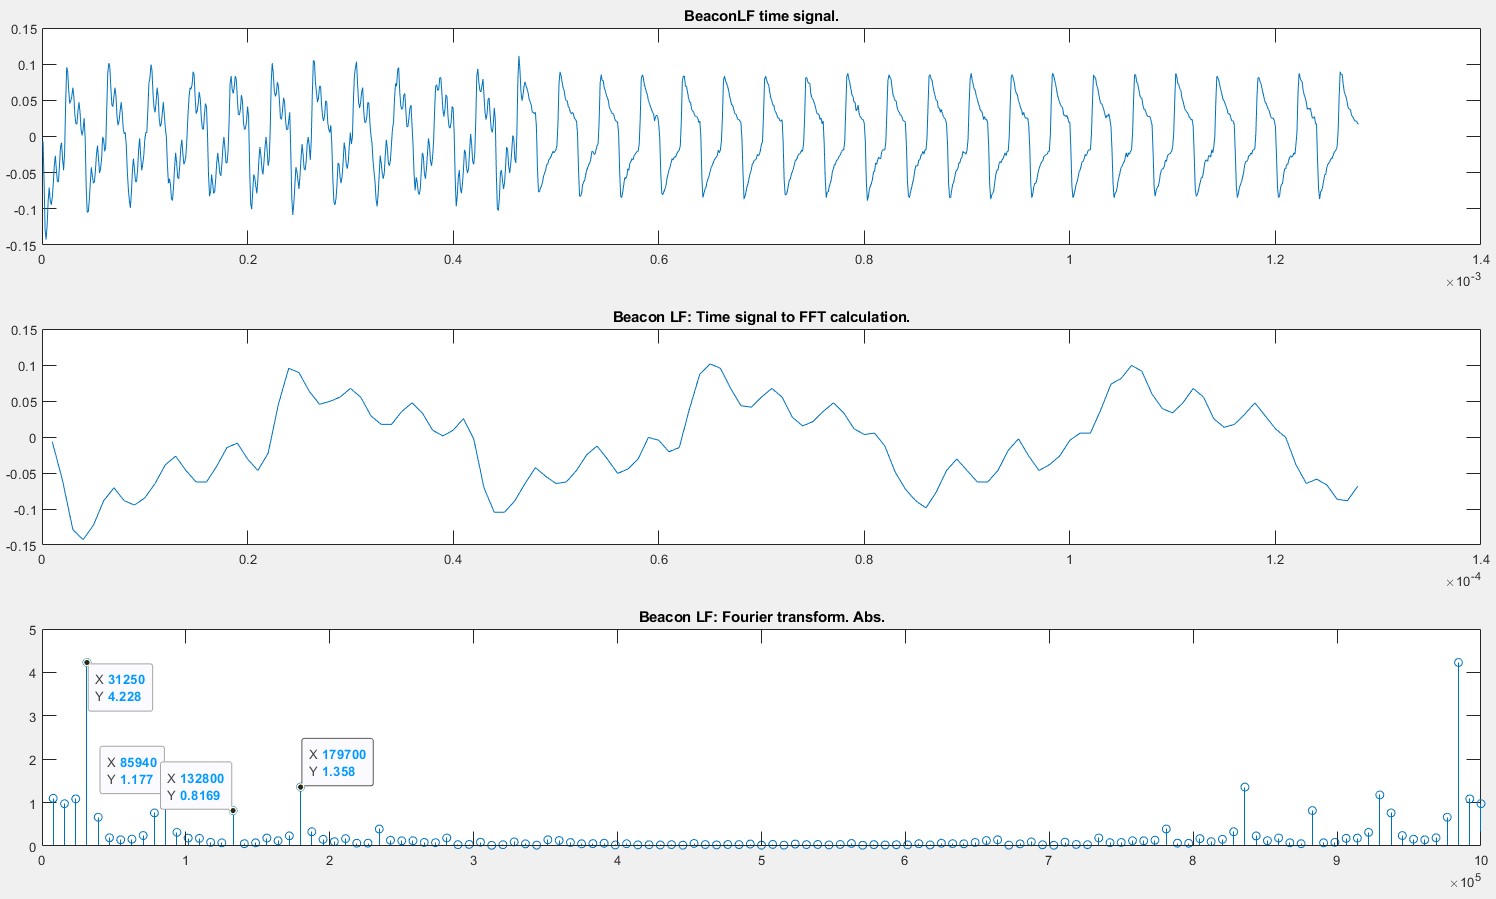 BeaconLF time signal.
0.15
0.1
0.05
0
-0.05
-0.1
-0.15
0 0.2 0.4 0.6 0.8 1 1.2 1.4
×10-3
Beacon LF: Time signal to FFT calculation.
0.15
0.1
0.05
0
-0.05
-0.1
-0.15
0 0.2 0.4 0.6 0.8 1 1.2 1.4
×10-4
Beacon LF: Fourier transform. Abs.
5
4
3
2
1
0
X 31250
Y 4.228
X 85940
Y 1.177
X 132800
Y 0.8169
X 179700
Y 1.358
0 1 2 3 4 5 6 7 8 9 10
×105